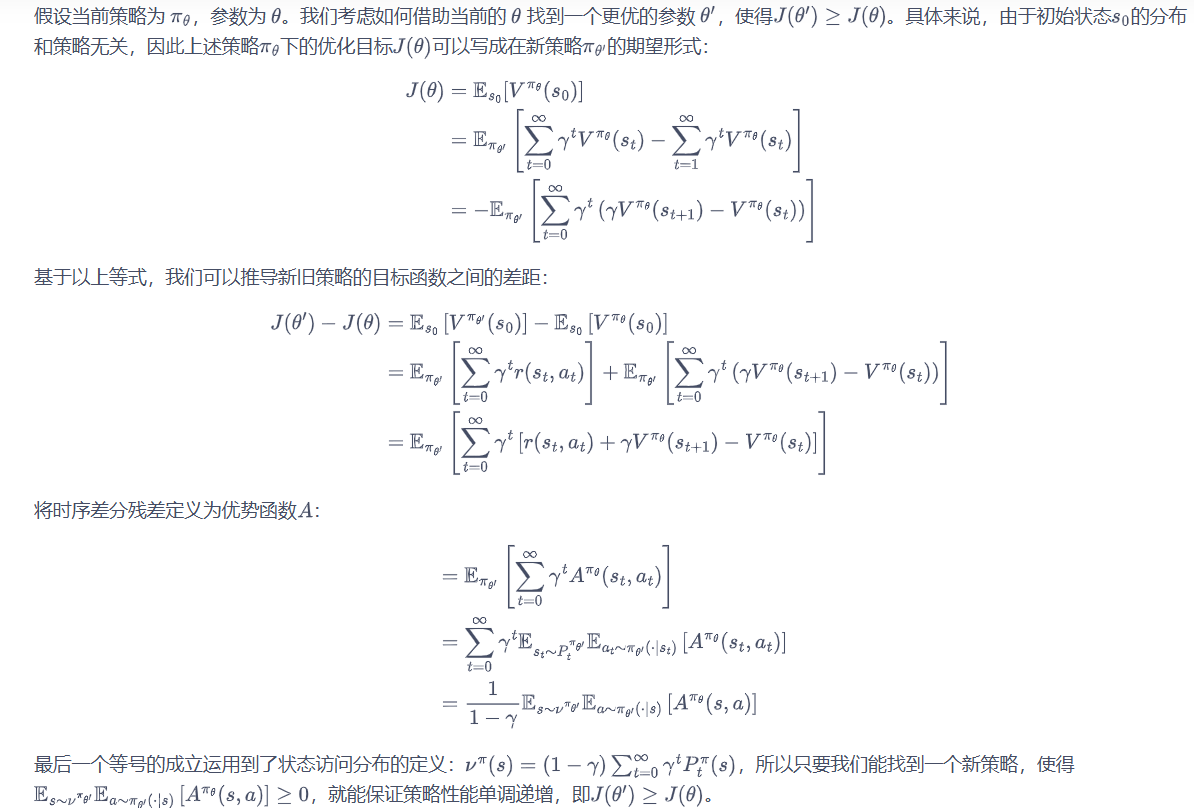 假设当前策略为 $\pi_\theta$，参数为 $\theta$。我们考虑如何借助当前的 $\theta$ 找到一个更优的参数 $\theta'$，使得$J(\theta') \geq J(\theta)$。具体来说，由于初始状态$s_0$的分布
和策略无关，因此上述策略$\pi_\theta$下的优化目标$J(\theta)$可以写成在新策略$\pi_{\theta'}$的期望形式：
$J(\theta) = \mathbb{E}_{s_0}[V^{\pi_\theta}(s_0)]$
$= \mathbb{E}_{\pi_{\theta'}}\left[\sum_{t=0}^{\infty} \gamma^t V^{\pi_\theta}(s_t) - \sum_{t=1}^{\infty} \gamma^t V^{\pi_\theta}(s_t)\right]$
$= -\mathbb{E}_{\pi_{\theta'}}\left[\sum_{t=0}^{\infty} \gamma^t \left(\gamma V^{\pi_\theta}(s_{t+1}) - V^{\pi_\theta}(s_t)\right)\right]$
基于以上等式，我们可以推导新旧策略的目标函数之间的差距：
$J(\theta') - J(\theta) = \mathbb{E}_{s_0}\left[V^{\pi_{\theta'}}(s_0)\right] - \mathbb{E}_{s_0}\left[V^{\pi_\theta}(s_0)\right]$
$= \mathbb{E}_{\pi_{\theta'}}\left[\sum_{t=0}^{\infty} \gamma^t r(s_t, a_t)\right] + \mathbb{E}_{\pi_{\theta'}}\left[\sum_{t=0}^{\infty} \gamma^t \left(\gamma V^{\pi_\theta}(s_{t+1}) - V^{\pi_\theta}(s_t)\right)\right]$
$= \mathbb{E}_{\pi_{\theta'}}\left[\sum_{t=0}^{\infty} \gamma^t \left[r(s_t, a_t) + \gamma V^{\pi_\theta}(s_{t+1}) - V^{\pi_\theta}(s_t)\right]\right]$
将时序差分残差定义为优势函数$A$：
$= \mathbb{E}_{\pi_{\theta'}}\left[\sum_{t=0}^{\infty} \gamma^t A^{\pi_\theta}(s_t, a_t)\right]$
$= \sum_{t=0}^{\infty} \gamma^t \mathbb{E}_{s_t \sim P_t^{\pi_{\theta'}}} \mathbb{E}_{a_t \sim \pi_{\theta'}(\cdot|s_t)} \left[A^{\pi_\theta}(s_t, a_t)\right]$
$= \frac{1}{1-\gamma} \mathbb{E}_{s \sim \nu^{\pi_{\theta'}}} \mathbb{E}_{a \sim \pi_{\theta'}(\cdot|s)} \left[A^{\pi_\theta}(s, a)\right]$
最后一个等号的成立运用到了状态访问分布的定义：$\nu^\pi(s) = (1-\gamma)\sum_{t=0}^{\infty} \gamma^t P_t^\pi(s)$，所以只要我们能找到一个新策略，使得
$\mathbb{E}_{s \sim \nu^{\pi_{\theta'}}} \mathbb{E}_{a \sim \pi_{\theta'}(\cdot|s)} \left[A^{\pi_\theta}(s, a)\right] \geq 0$，就能保证策略性能单调递增，即$J(\theta') \geq J(\theta)$。